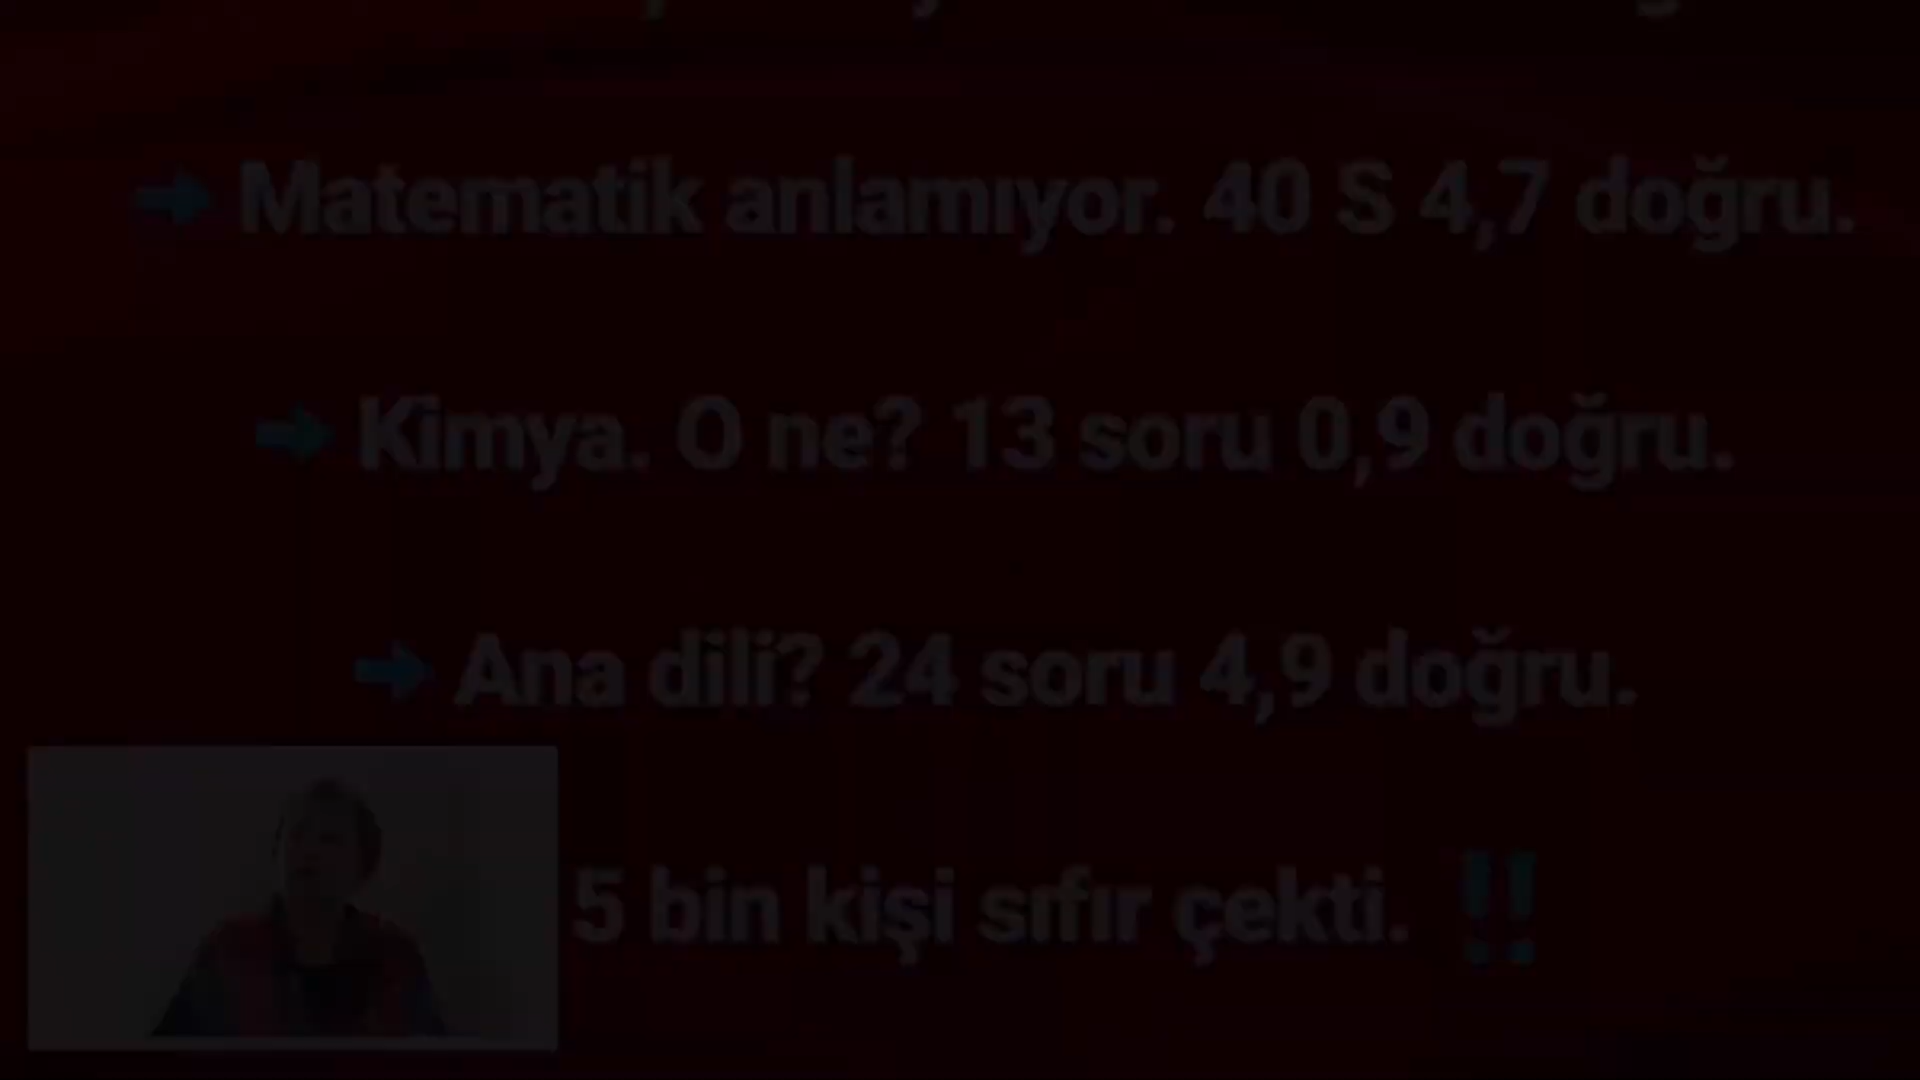 Matematik anlamıyor. 40 S 4,7 doğru.
Kimya. O ne? 13 soru 0,9 doğru.
Ana dili? 24 soru 4,9 doğru.
5 bin kişi sıfır çekti. !!